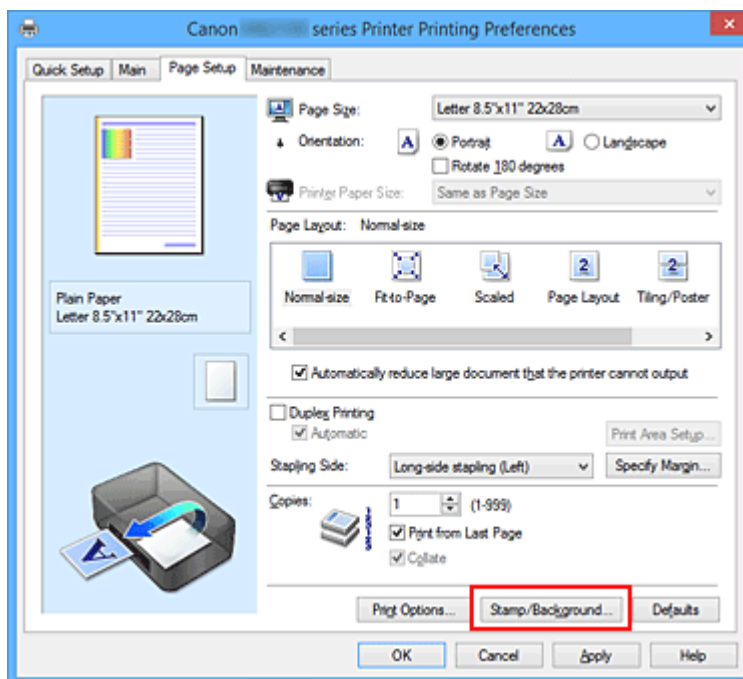 Canon series Printer Printing Preferences
Quick Setup Main Page Setup Maintenance
Page Size: Letter 8.5"x11" 22x28cm
Orientation: A Portrait A Landscape
Rotate 180 degrees
Printer Paper Size: Same as Page Size
Page Layout: Normal-size
2 2
Normal-size Fit-to-Page Scaled Page Layout Tiling/Poster
Plain Paper
Letter 8.5"x11" 22x28cm
Automatically reduce large document that the printer cannot output
Duplex Printing
Automatic Print Area Setup...
Stapling Side: Long-side stapling (Left) Specify Margin...
Copies: 1 (1-999)
Print from Last Page
Collate
A
Print Options... Stamp/Background... Defaults
OK Cancel Apply Help